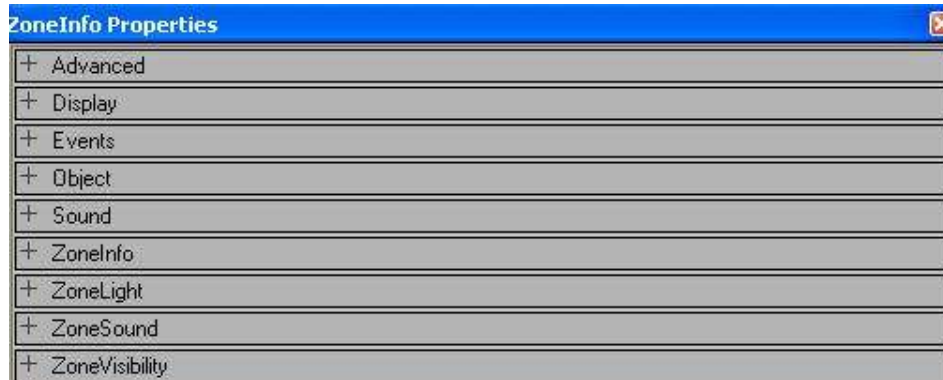 ZoneInfo Properties
+ Advanced
+ Display
+ Events
+ Object
+ Sound
+ ZoneInfo
+ ZoneLight
+ ZoneSound
+ ZoneVisibility